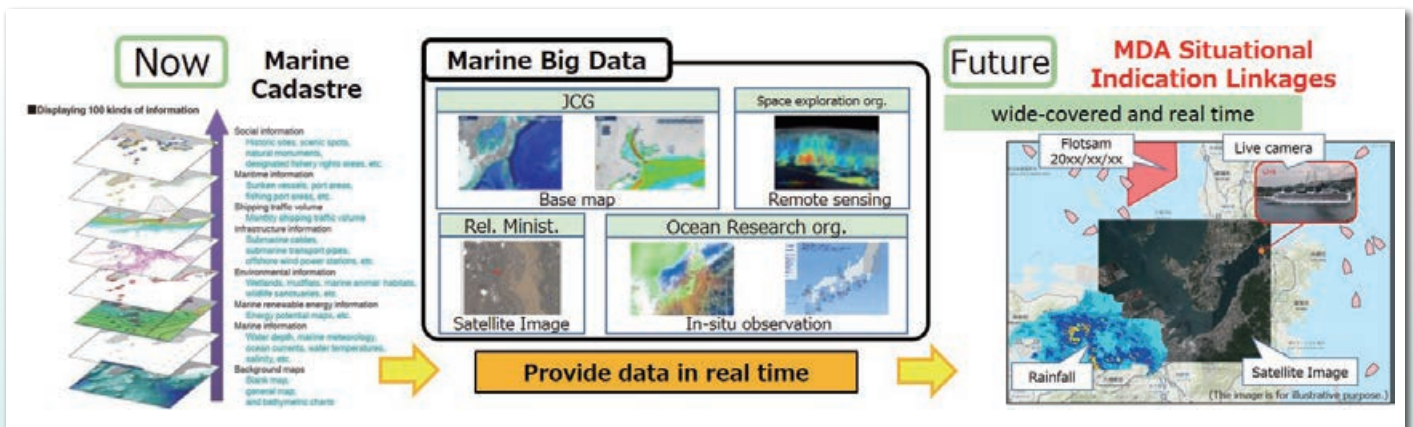 Now
Marine
Cadastre
■Displaying 100 kinds of information
Social information
Historic sites, scenic spots,
natural monuments,
designated fishery rights areas, etc.
Maritime information
Sunken vessels, port areas,
fishing port areas, etc.
Shipping traffic volume
Monthly shipping traffic volume
Infrastructure information
Submarine cables,
submarine transport pipes,
offshore wind power stations, etc.
Environmental information
Wetlands, mudflats, marine animal habitats,
wildlife sanctuaries, etc.
Marine renewable energy information
Energy potential maps, etc.
Marine information
Water depth, marine meteorology,
ocean currents, water temperatures,
salinity, etc.
Background maps
Blank map,
general map,
and bathymetric charts
Marine Big Data
JCG
Base map
Space exploration org.
Remote sensing
Rel. Minist.
Satellite Image
Ocean Research org.
In-situ observation
Provide data in real time
Future
MDA Situational
Indication Linkages
wide-covered and real time
Flotsam
20xx/xx/xx
Live camera
Rainfall
Satellite Image
(The image is for illustrative purpose.)